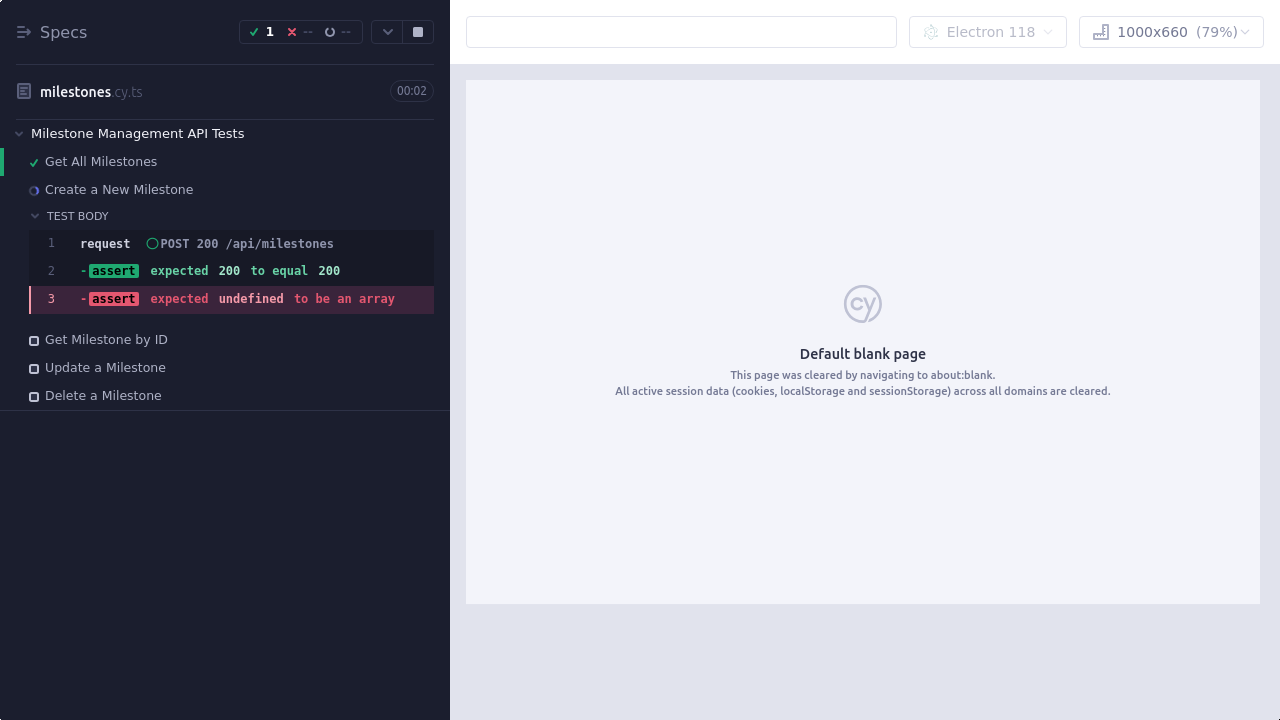 Specs
1 -- --
milestones.cy.ts
00:02
Milestone Management API Tests
Get All Milestones
Create a New Milestone
TEST BODY
1 request POST 200 /api/milestones
2 -assert expected 200 to equal 200
3 -assert expected undefined to be an array
Get Milestone by ID
Update a Milestone
Delete a Milestone
Electron 118
1000x660 (79%)
cy
Default blank page
This page was cleared by navigating to about:blank.
All active session data (cookies, localStorage and sessionStorage) across all domains are cleared.